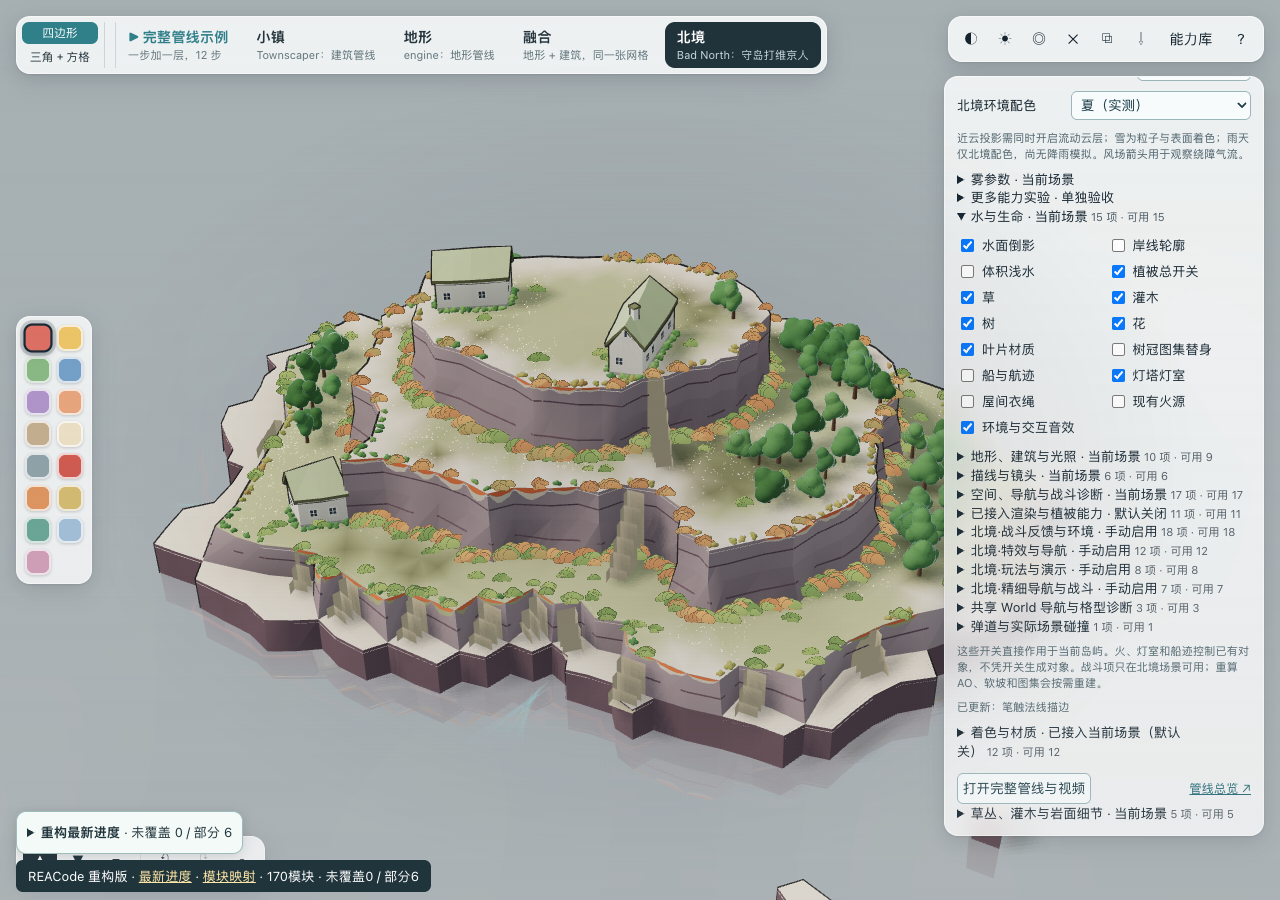 四边形
三角 + 方格
▶ 完整管线示例
一步加一层，12 步
小镇
Townscaper：建筑管线
地形
engine：地形管线
融合
地形 + 建筑，同一张网格
北境
Bad North：守岛打维京人
能力库
?
北境环境配色
夏（实测）
近云投影需同时开启流动云层；雪为粒子与表面着色；雨天
仅北境配色，尚无降雨模拟。风场箭头用于观察绕障气流。
▶ 雾参数 · 当前场景
▶ 更多能力实验 · 单独验收
▼ 水与生命 · 当前场景 15 项 · 可用 15
水面倒影
岸线轮廓
体积浅水
植被总开关
草
灌木
树
花
叶片材质
树冠图集替身
船与航迹
灯塔灯室
屋间衣绳
现有火源
环境与交互音效
▶ 地形、建筑与光照 · 当前场景 10 项 · 可用 9
▶ 描线与镜头 · 当前场景 6 项 · 可用 6
▶ 空间、导航与战斗诊断 · 当前场景 17 项 · 可用 17
▶ 已接入渲染与植被能力 · 默认关闭 11 项 · 可用 11
▶ 北境·战斗反馈与环境 · 手动启用 18 项 · 可用 18
▶ 北境·特效与导航 · 手动启用 12 项 · 可用 12
▶ 北境·玩法与演示 · 手动启用 8 项 · 可用 8
▶ 北境·精细导航与战斗 · 手动启用 7 项 · 可用 7
▶ 共享 World 导航与格型诊断 3 项 · 可用 3
▶ 弹道与实际场景碰撞 1 项 · 可用 1
这些开关直接作用于当前岛屿。火、灯室和船迹控制已有对
象，不凭开关生成对象。战斗项只在北境场景可用；重算
AO、软坡和图集会按需重建。
已更新：笔触法线描边
▶ 着色与材质 · 已接入当前场景（默认
关） 12 项 · 可用 12
打开完整管线与视频
管线总览 ↗
▶ 草丛、灌木与岩面细节 · 当前场景 5 项 · 可用 5
▶ 重构最新进度 · 未覆盖 0 / 部分 6
REACode 重构版 · 最新进度 · 模块映射 · 170模块 · 未覆盖0 / 部分6